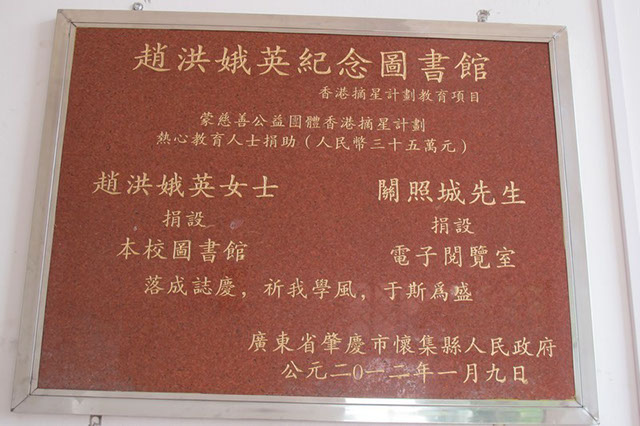 趙洪娥英紀念圖書館
香港摘星計劃教育項目
蒙慈善公益團體香港摘星計劃
熱心教育人士捐助（人民幣三十五萬元）
趙洪娥英女士
捐設
本校圖書館
關照城先生
捐設
電子閱覽室
落成誌慶，祈我學風，于斯爲盛
廣東省肇慶市懷集縣人民政府
公元二0一二年一月九日